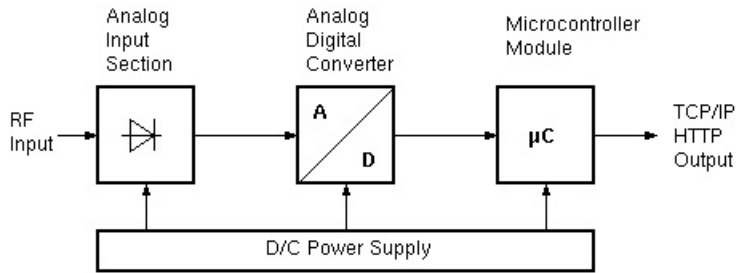 Analog
Input
Section
Analog
Digital
Converter
Microcontroller
Module
RF
Input
A
D
µC
TCP/IP
HTTP
Output
D/C Power Supply